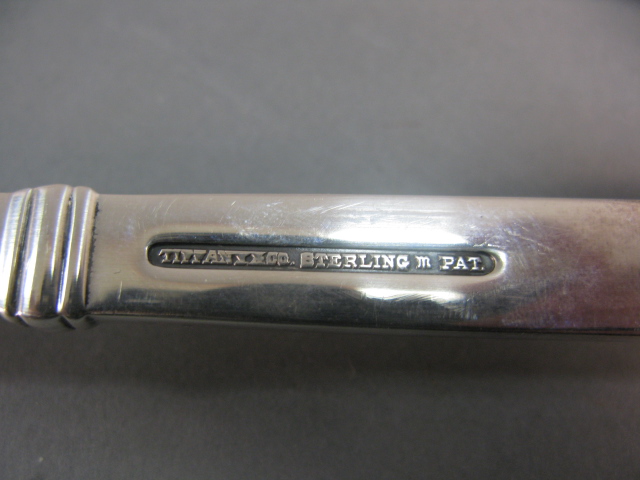 TIFFANY & CO. STERLING m PAT.